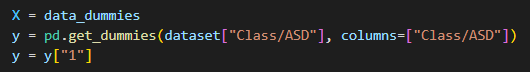 X = data_dummies
y = pd.get_dummies(dataset["Class/ASD"], columns=["Class/ASD"])
y = y["1"]